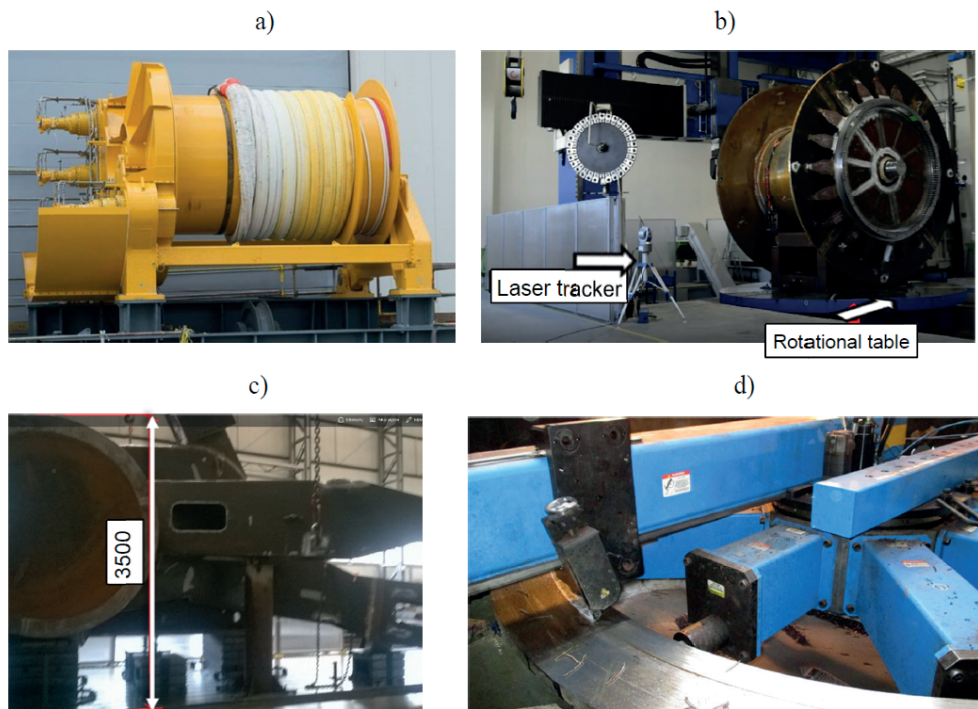 a)
b)
Laser tracker
Rotational table
c)
d)
3500